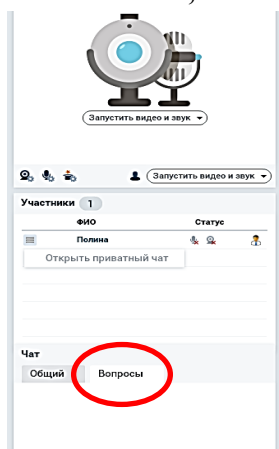 Запустить видео и звук
Запустить видео и звук
Участники 1
ФИО Статус
Полина
Открыть приватный чат
Чат
Общий Вопросы